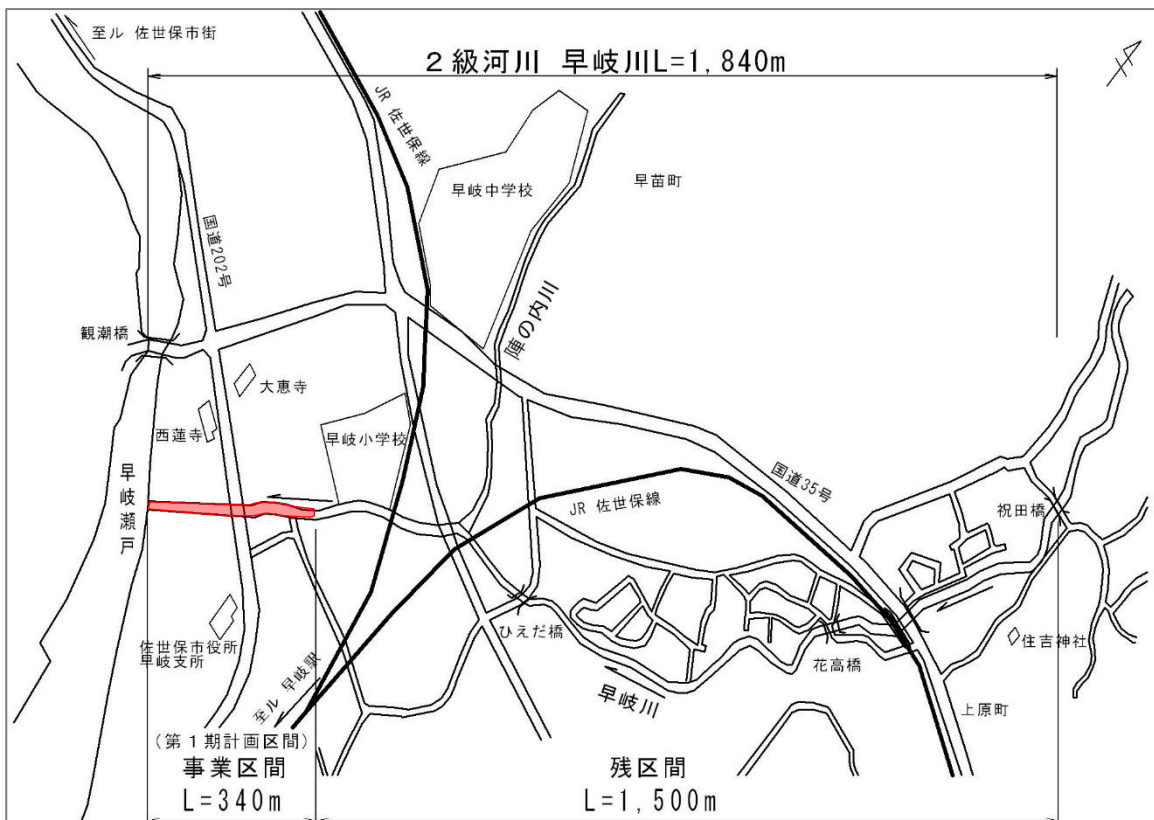 至ル 佐世保市街
2級河川 早岐川L=1,840m
JR 佐世保線
早岐中学校
早苗町
国道202号
陣の内川
観潮橋
大恵寺
西蓮寺
早岐小学校
早岐瀬戸
国道35号
JR 佐世保線
祝田橋
ひえだ橋
佐世保市役所
早岐支所
住吉神社
花高橋
早岐川
上原町
至ル 早岐駅
(第1期計画区間)
事業区間
L=340m
残区間
L=1,500m